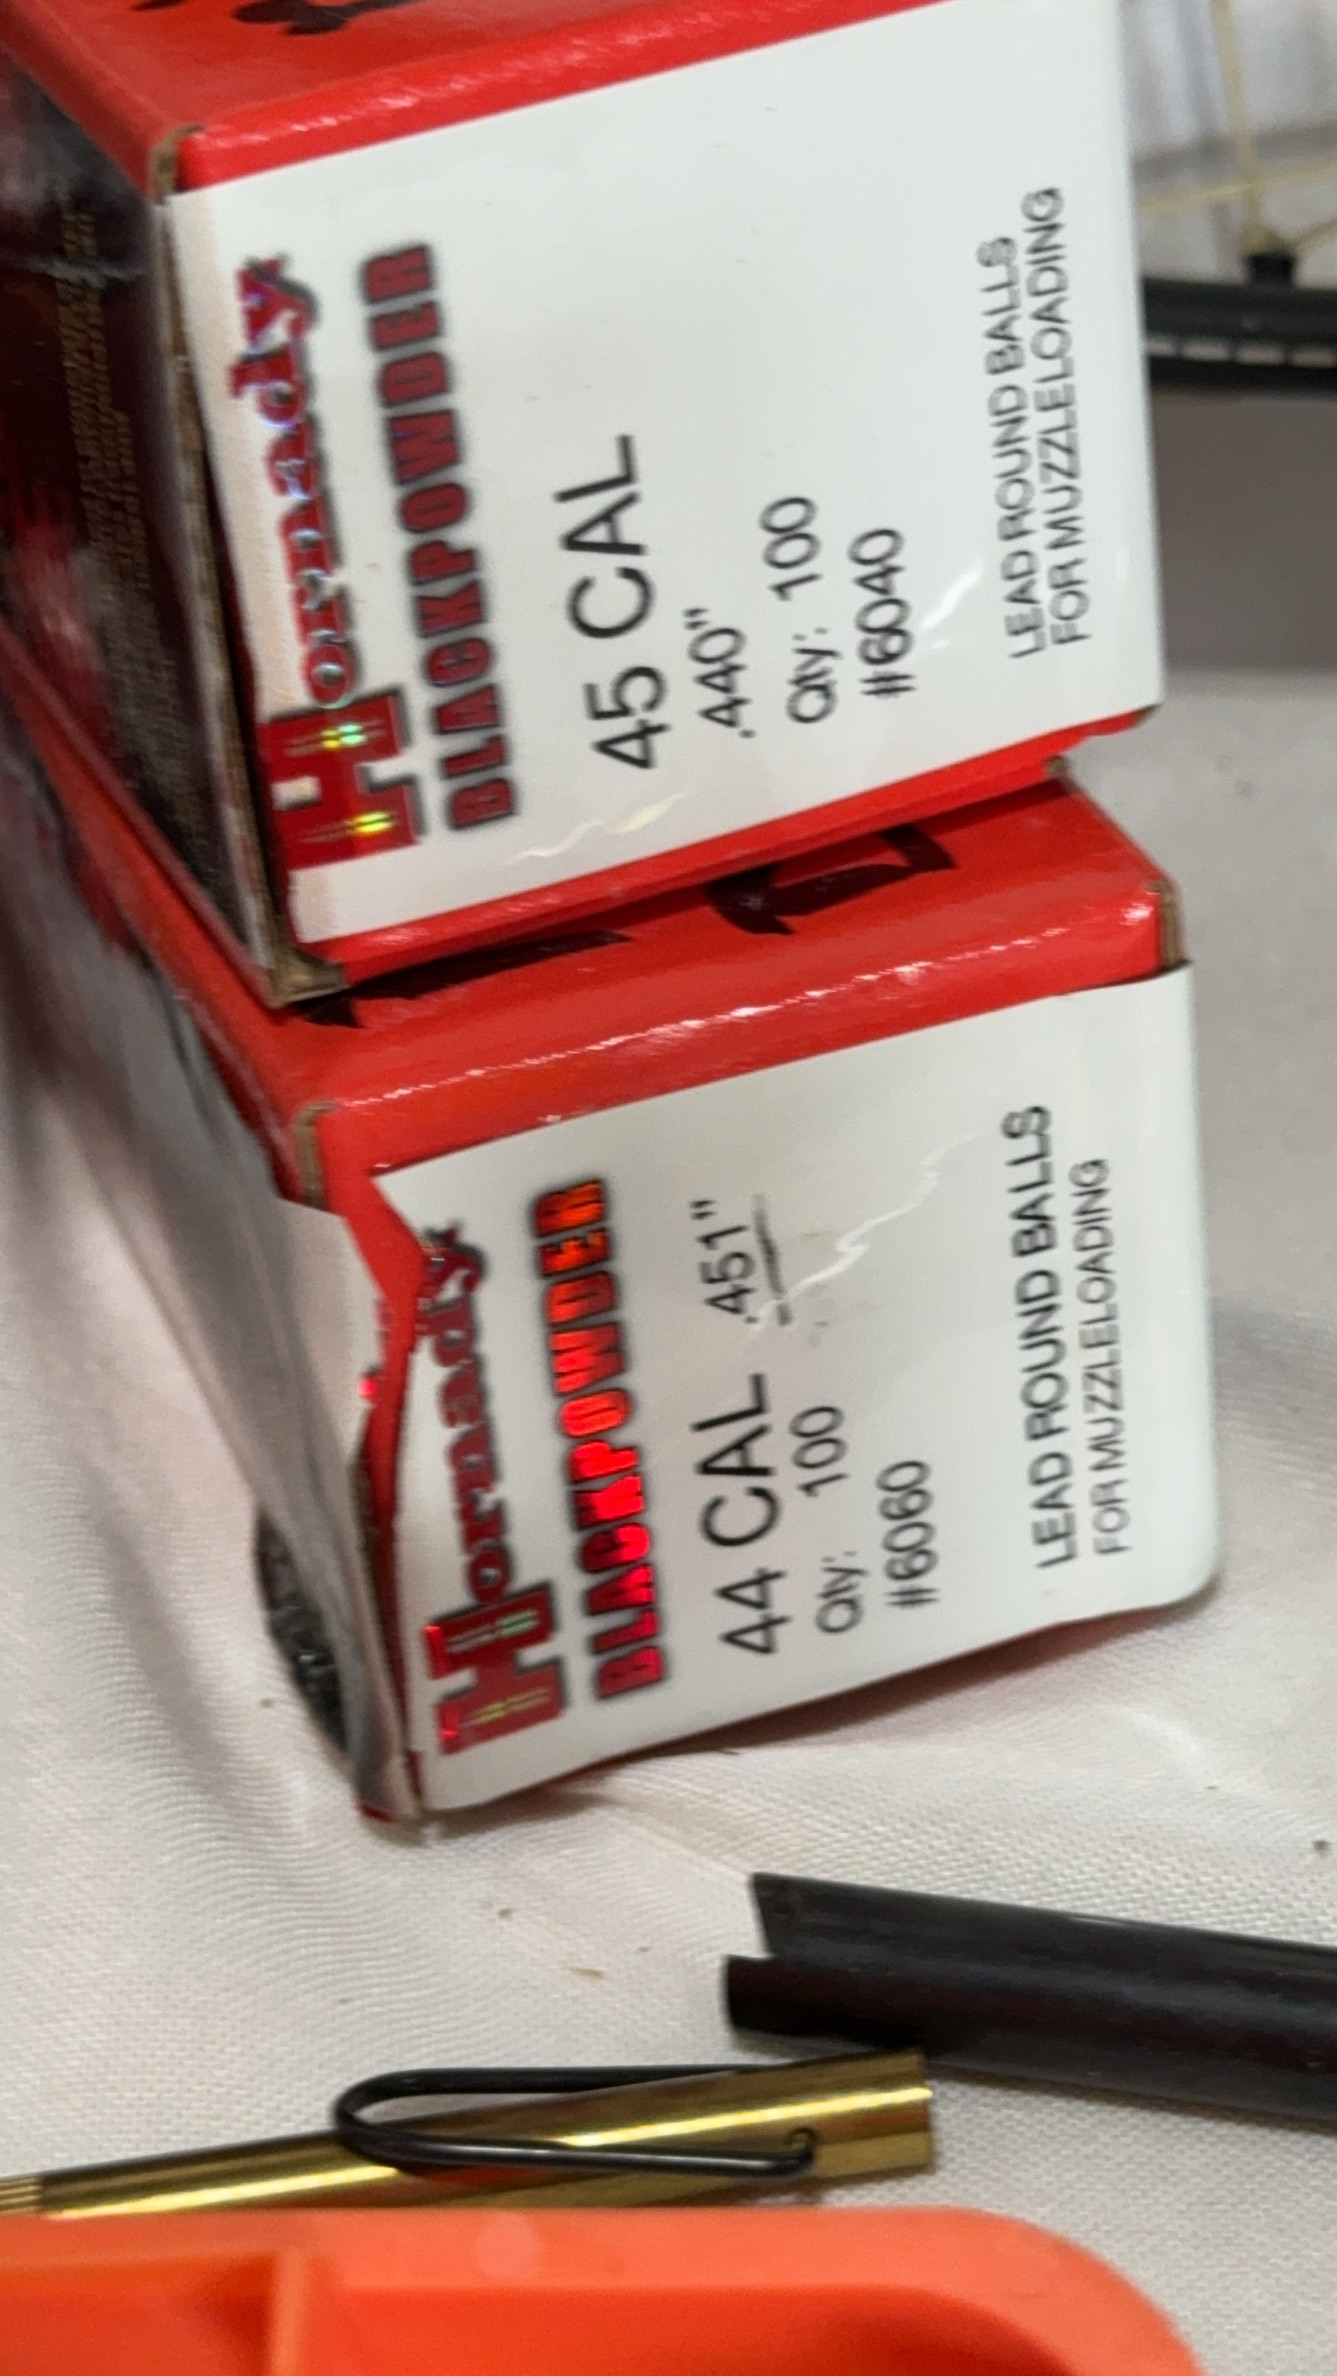 Hornady
BLACKPOWDER
45 CAL
.440"
Qty: 100
#6040
LEAD ROUND BALLS
FOR MUZZLELOADING
Hornady
BLACKPOWDER
44 CAL .451"
Qty: 100
#6060
LEAD ROUND BALLS
FOR MUZZLELOADING